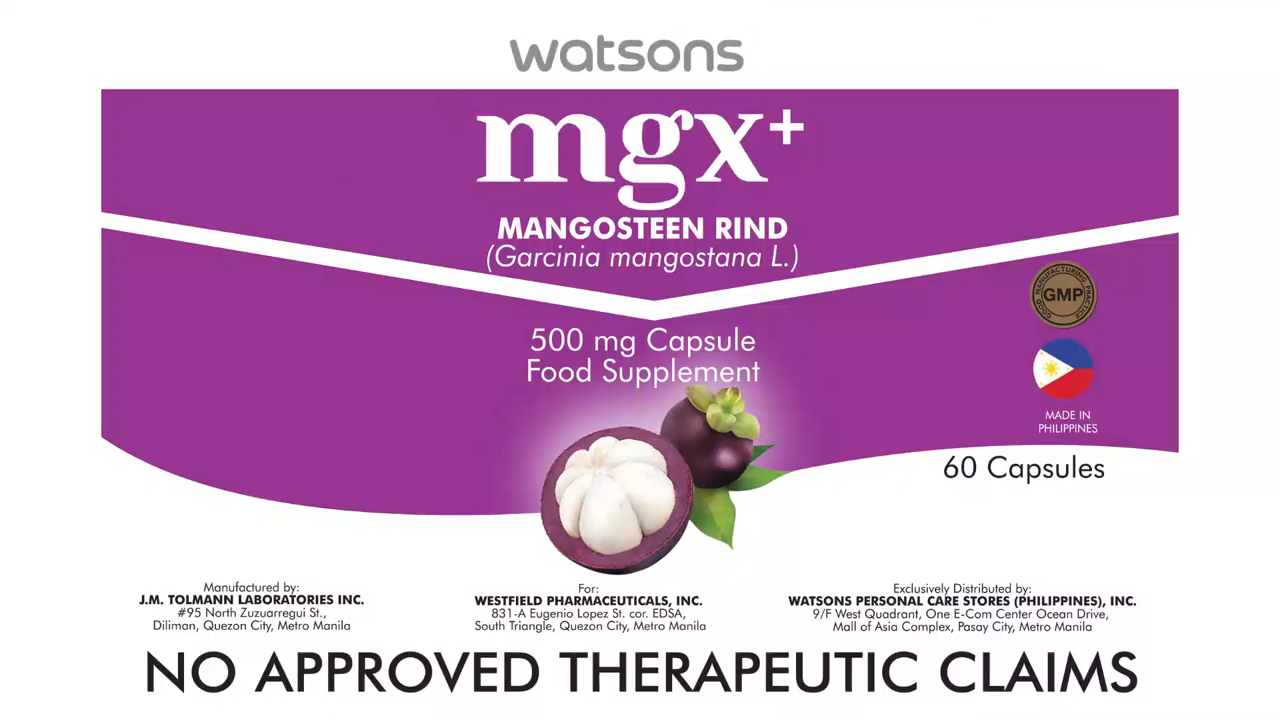 watsons
mgx+
MANGOSTEEN RIND
(Garcinia mangostana L.)
500 mg Capsule
Food Supplement
GOOD MANUFACTURING PRACTICE
GMP
MADE IN
PHILIPPINES
60 Capsules
Manufactured by:
J.M. TOLMANN LABORATORIES INC.
#95 North Zuzuarregui St.,
Diliman, Quezon City, Metro Manila
For:
WESTFIELD PHARMACEUTICALS, INC.
831-A Eugenio Lopez St. cor. EDSA,
South Triangle, Quezon City, Metro Manila
Exclusively Distributed by:
WATSONS PERSONAL CARE STORES (PHILIPPINES), INC.
9/F West Quadrant, One E-Com Center Ocean Drive,
Mall of Asia Complex, Pasay City, Metro Manila
NO APPROVED THERAPEUTIC CLAIMS